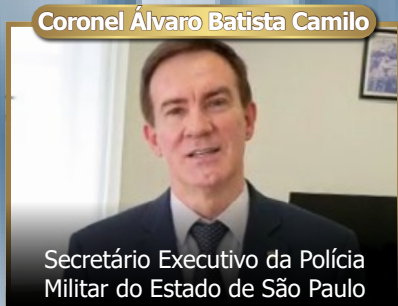 Coronel Álvaro Batista Camilo
Secretário Executivo da Polícia
Militar do Estado de São Paulo